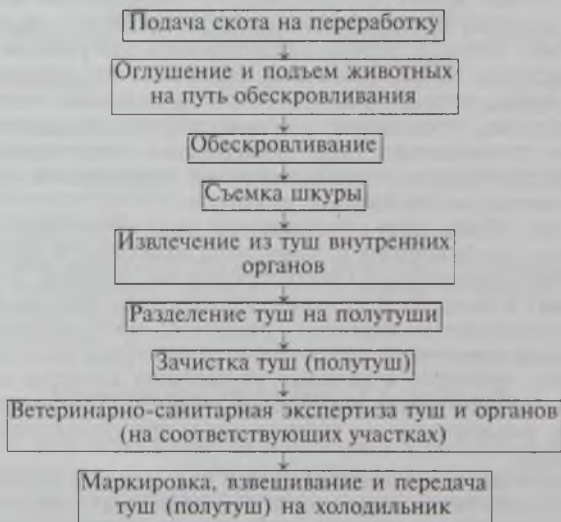 Подача скота на переработку
Оглушение и подъем животных
на путь обескровливания
Обескровливание
Съемка шкуры
Извлечение из туш внутренних
органов
Разделение туш на полутуши
Зачистка туш (полутуш)
Ветеринарно-санитарная экспертиза туш и органов
(на соответствующих участках)
Маркировка, взвешивание и передача
туш (полутуш) на холодильник